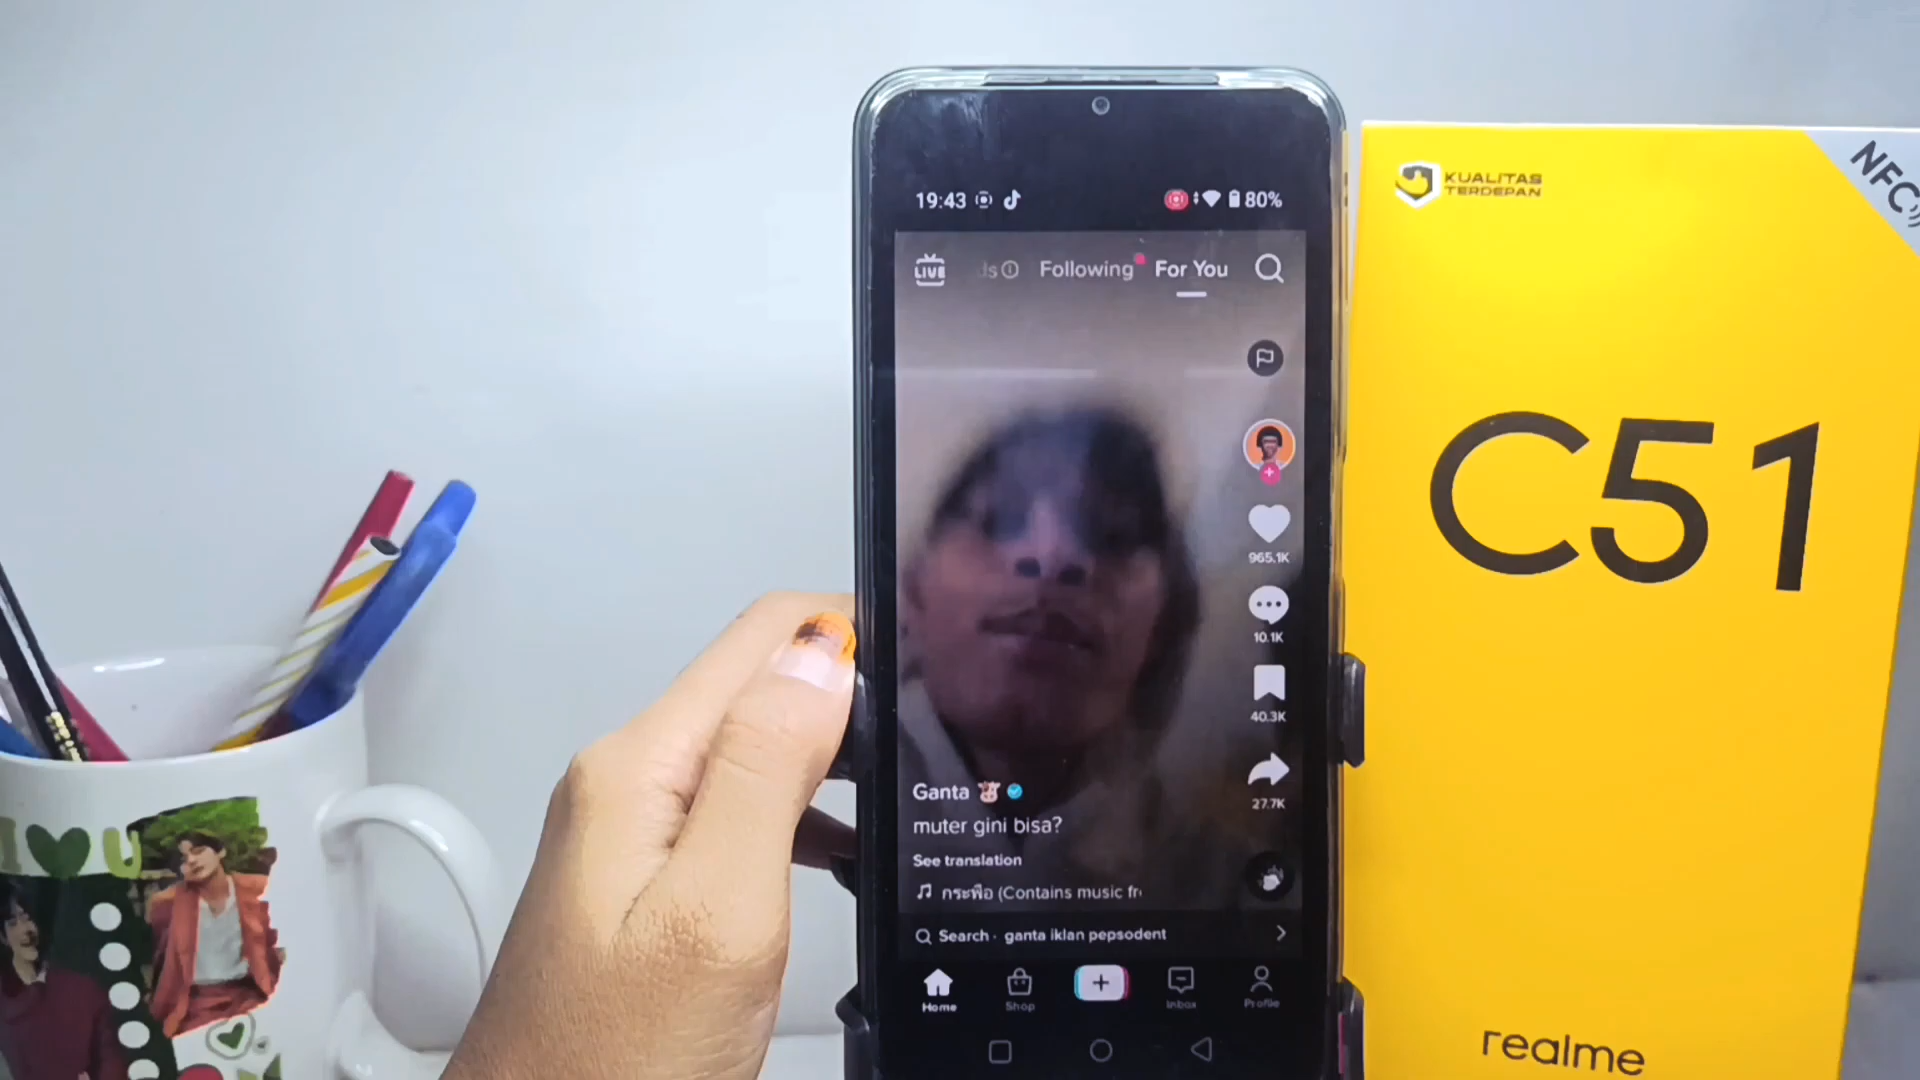 19:43
80%
LIVE
Following
For You
965.1K
10.1K
40.3K
27.7K
Ganta
muter gini bisa?
See translation
กระพือ (Contains music fr
Search · ganta iklan pepsodent
Home
Shop
Inbox
Profile
KUALITAS
TERDEPAN
NFC
C51
realme
I U